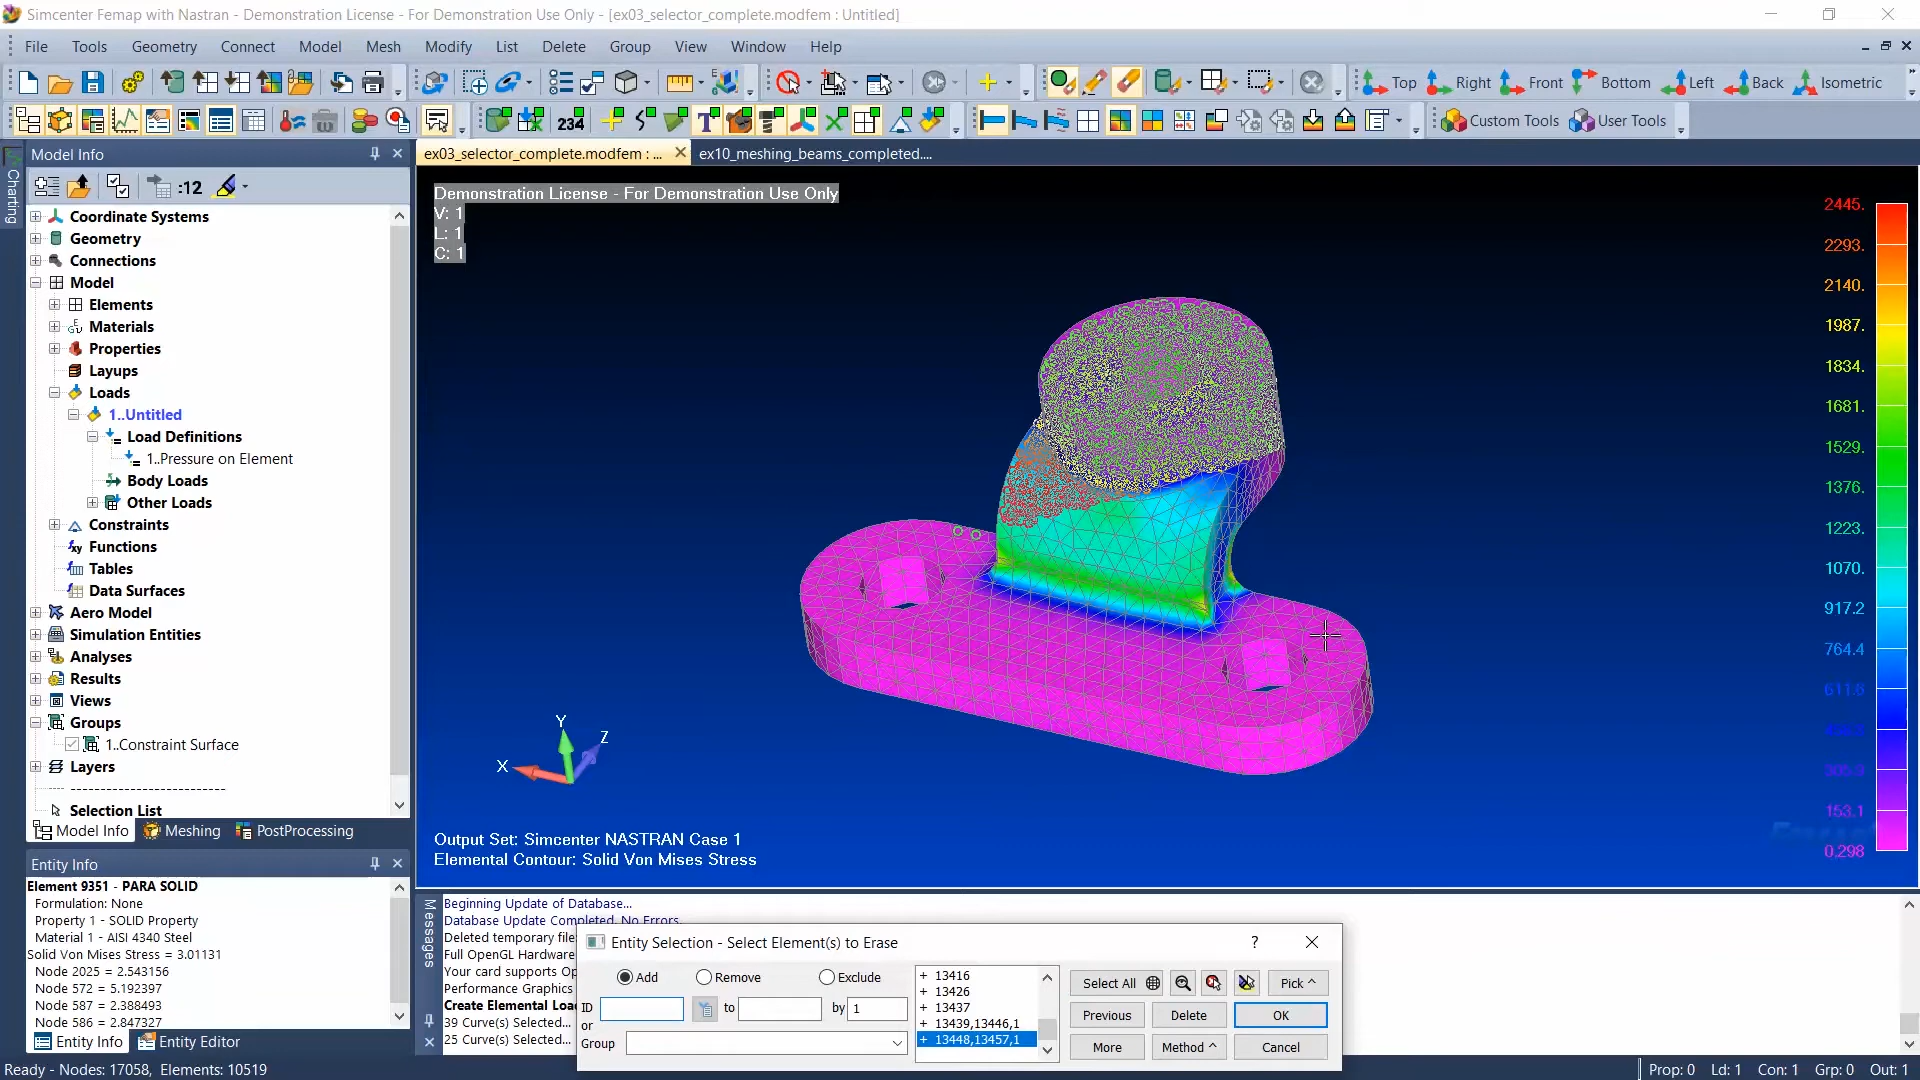 Simcenter Femap with Nastran - Demonstration License - For Demonstration Use Only - [ex03_selector_complete.modfem : Untitled]
File Tools Geometry Connect Model Mesh Modify List Delete Group View Window Help
Top Right Front Bottom Left Back Isometric
234 Custom Tools User Tools
Charting
Model Info
:12
Coordinate Systems
Geometry
Connections
Model
Elements
Materials
Properties
Layups
Loads
1..Untitled
Load Definitions
1..Pressure on Element
Body Loads
Other Loads
Constraints
Functions
Tables
Data Surfaces
Aero Model
Simulation Entities
Analyses
Results
Views
Groups
1..Constraint Surface
Layers
Selection List
Model Info Meshing PostProcessing
Entity Info
Element 9351 - PARA SOLID
Formulation: None
Property 1 - SOLID Property
Material 1 - AISI 4340 Steel
Solid Von Mises Stress = 3.01131
Node 2025 = 2.543156
Node 572 = 5.192397
Node 587 = 2.388493
Node 586 = 2.847327
Entity Info Entity Editor
ex03_selector_complete.modfem : ... ex10_meshing_beams_completed....
Demonstration License - For Demonstration Use Only
V: 1
L: 1
C: 1
2445.
2293.
2140.
1987.
1834.
1681.
1529.
1376.
1223.
1070.
917.2
764.4
611.6
305.9
153.1
0.298
Y
Z
X
Output Set: Simcenter NASTRAN Case 1
Elemental Contour: Solid Von Mises Stress
Messages
Beginning Update of Database...
Database Update Completed. No Errors.
Deleted temporary file
Full OpenGL Hardware
Your card supports Op
Performance Graphics
Create Elemental Loa
39 Curve(s) Selected...
25 Curve(s) Selected...
Entity Selection - Select Element(s) to Erase
?
Add Remove Exclude
ID to by 1
or
Group
+ 13416
+ 13426
+ 13437
+ 13439,13446,1
+ 13448,13457,1
Select All Pick ^
Previous Delete OK
More Method ^ Cancel
Ready - Nodes: 17058, Elements: 10519
Prop: 0 Ld: 1 Con: 1 Grp: 0 Out: 1